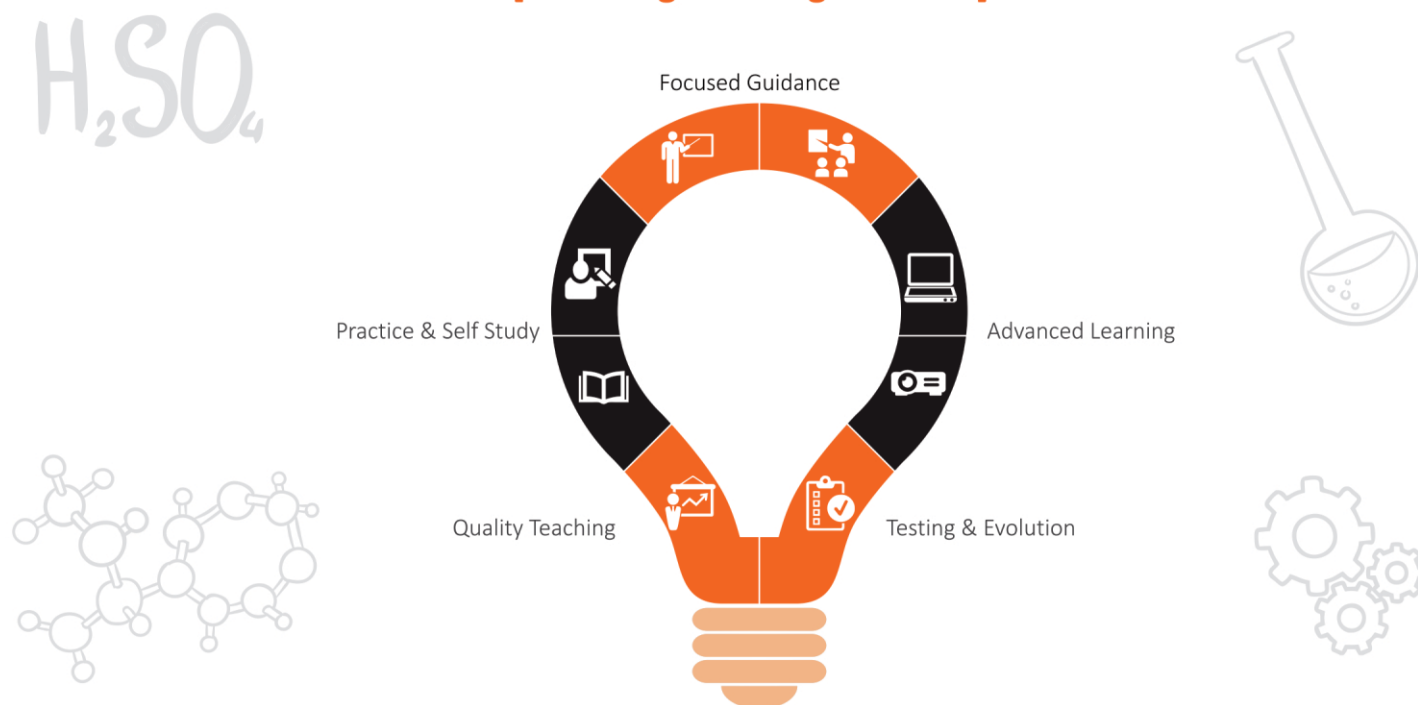 H₂SO₄
Focused Guidance
Practice & Self Study
Advanced Learning
Quality Teaching
Testing & Evolution